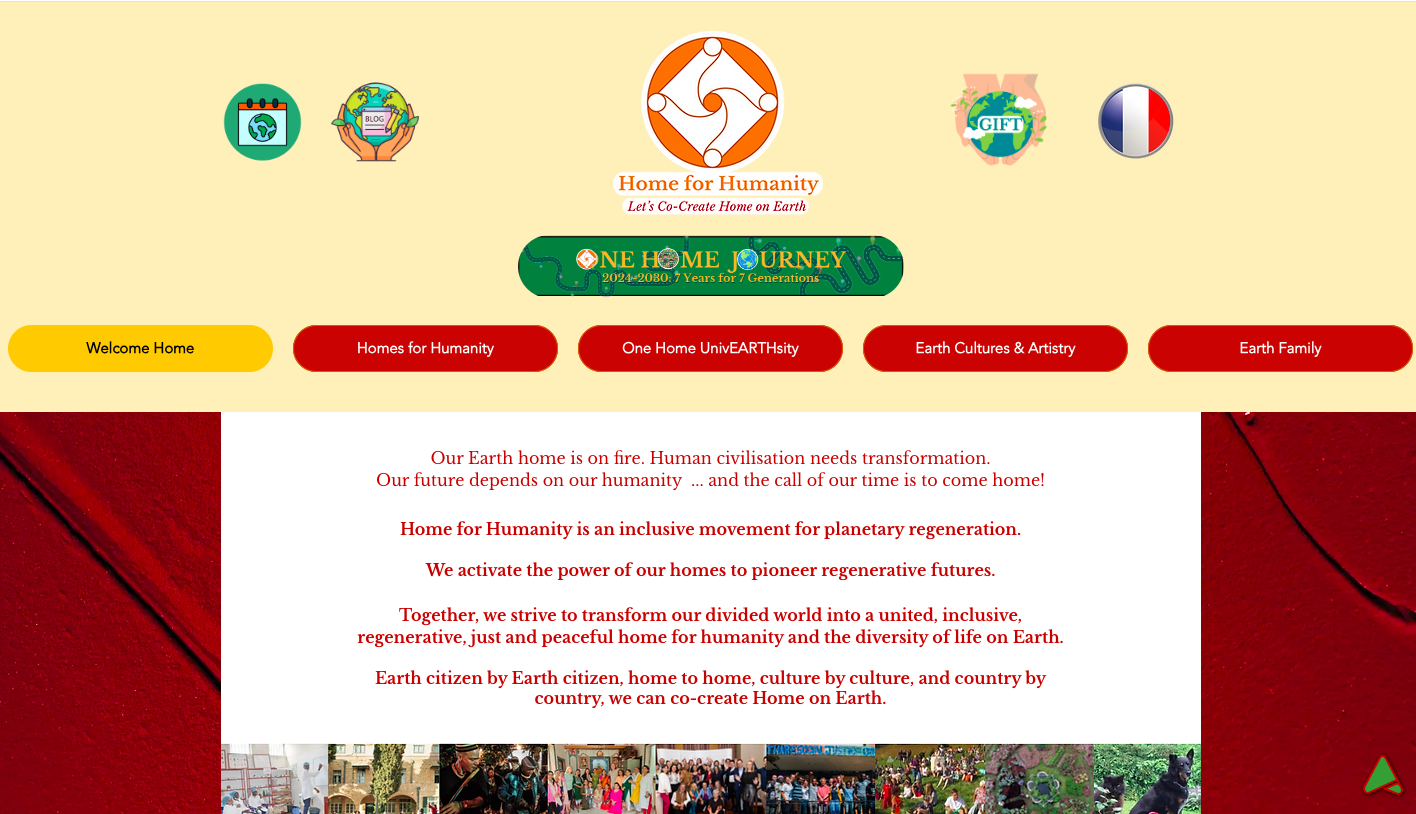 BLOG
GIFT
Home for Humanity
Let's Co-Create Home on Earth
ONE HOME JOURNEY
2024-2030: 7 Years for 7 Generations
Welcome Home
Homes for Humanity
One Home UnivEARTHsity
Earth Cultures & Artistry
Earth Family
Our Earth home is on fire. Human civilisation needs transformation.
Our future depends on our humanity  ... and the call of our time is to come home!
Home for Humanity is an inclusive movement for planetary regeneration.
We activate the power of our homes to pioneer regenerative futures.
Together, we strive to transform our divided world into a united, inclusive,
regenerative, just and peaceful home for humanity and the diversity of life on Earth.
Earth citizen by Earth citizen, home to home, culture by culture, and country by
country, we can co-create Home on Earth.